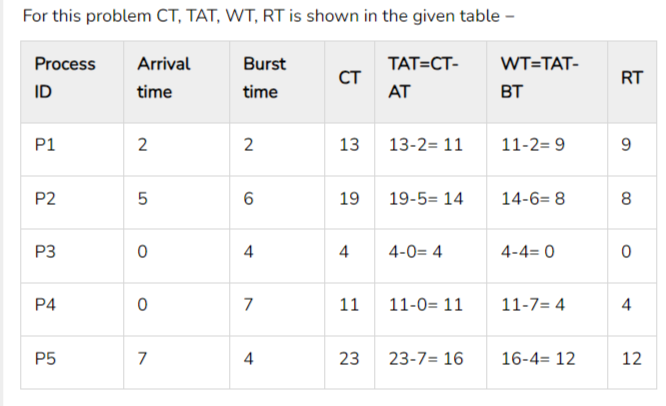 For this problem CT, TAT, WT, RT is shown in the given table –
Process ID Arrival time Burst time CT TAT=CT-AT WT=TAT-BT RT
P1 2 2 13 13-2= 11 11-2= 9 9
P2 5 6 19 19-5= 14 14-6= 8 8
P3 0 4 4 4-0= 4 4-4= 0 0
P4 0 7 11 11-0= 11 11-7= 4 4
P5 7 4 23 23-7= 16 16-4= 12 12